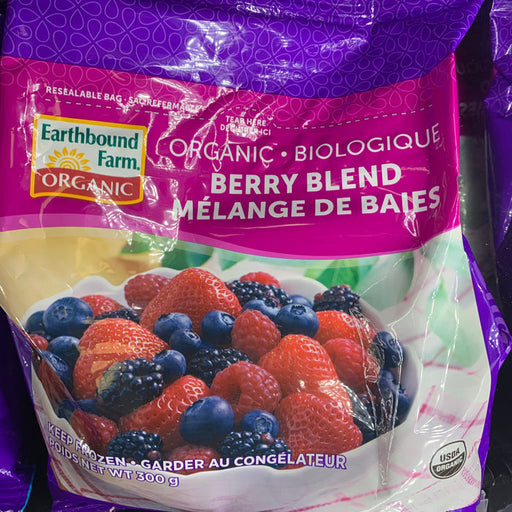 RESEALABLE BAG • SAC REFERMABLE
TEAR HERE
DÉCHIRER ICI
Earthbound
Farm
ORGANIC
ORGANIC • BIOLOGIQUE
BERRY BLEND
MÉLANGE DE BAIES
KEEP FROZEN • GARDER AU CONGÉLATEUR
POIDS NET WT 300 g
USDA
ORGANIC